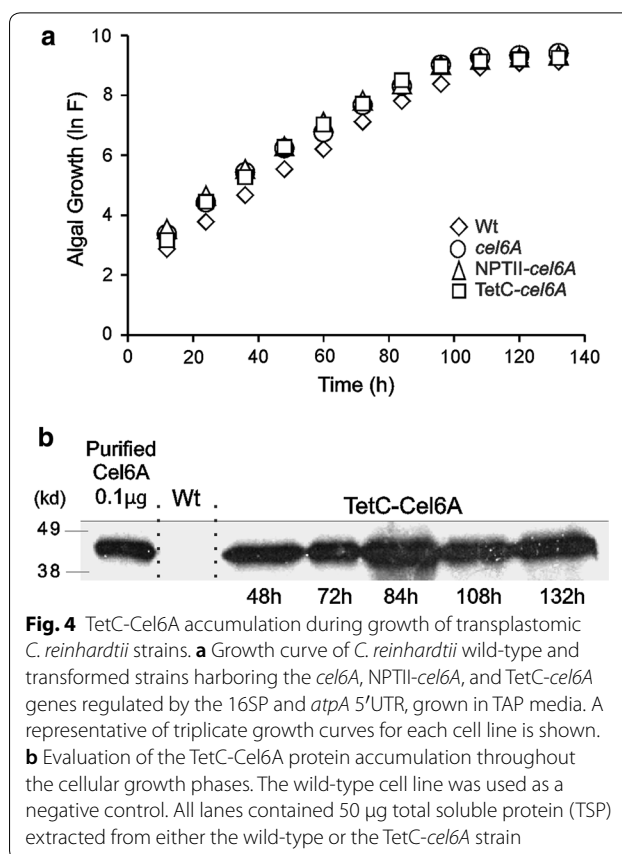 a
10
8
6
4
2
0
Algal Growth (ln F)
Wt
cel6A
NPTII-cel6A
TetC-cel6A
0 20 40 60 80 100 120 140
Time (h)
b
Purified
Cel6A
(kd) 0.1µg Wt TetC-Cel6A
49
38
48h 72h 84h 108h 132h
Fig. 4 TetC-Cel6A accumulation during growth of transplastomic
C. reinhardtii strains. a Growth curve of C. reinhardtii wild-type and
transformed strains harboring the cel6A, NPTII-cel6A, and TetC-cel6A
genes regulated by the 16SP and atpA 5′UTR, grown in TAP media. A
representative of triplicate growth curves for each cell line is shown.
b Evaluation of the TetC-Cel6A protein accumulation throughout
the cellular growth phases. The wild-type cell line was used as a
negative control. All lanes contained 50 µg total soluble protein (TSP)
extracted from either the wild-type or the TetC-cel6A strain